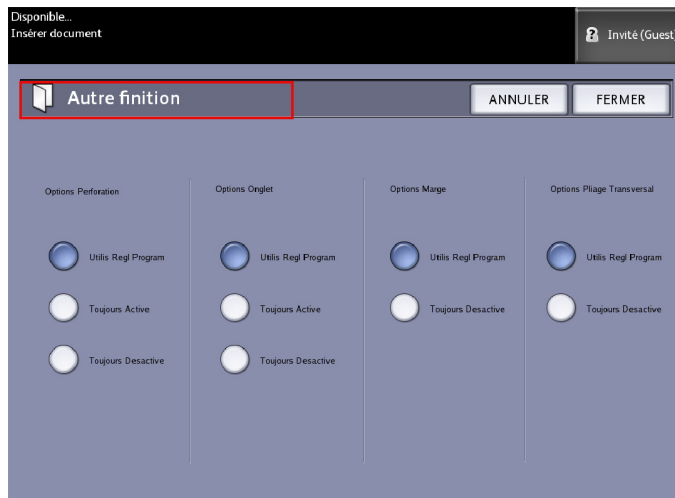 Disponible...
Insérer document
Invité (Guest
Autre finition
ANNULER
FERMER
Options Perforation
Options Onglet
Options Marge
Options Pliage Transversal
Utilis Regl Program
Utilis Regl Program
Utilis Regl Program
Utilis Regl Program
Toujours Active
Toujours Active
Toujours Desactive
Toujours Desactive
Toujours Desactive
Toujours Desactive